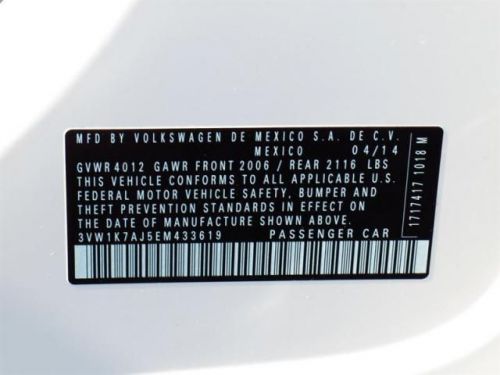 MFD BY VOLKSWAGEN DE MEXICO S.A. DE C.V.
MEXICO 04/14
GVWR 4012 GAWR FRONT 2006 / REAR 2116 LBS
THIS VEHICLE CONFORMS TO ALL APPLICABLE U.S.
FEDERAL MOTOR VEHICLE SAFETY, BUMPER AND
THEFT PREVENTION STANDARDS IN EFFECT ON
THE DATE OF MANUFACTURE SHOWN ABOVE.
3VW1K7AJ5EM433619 PASSENGER CAR
1717417 1018 M